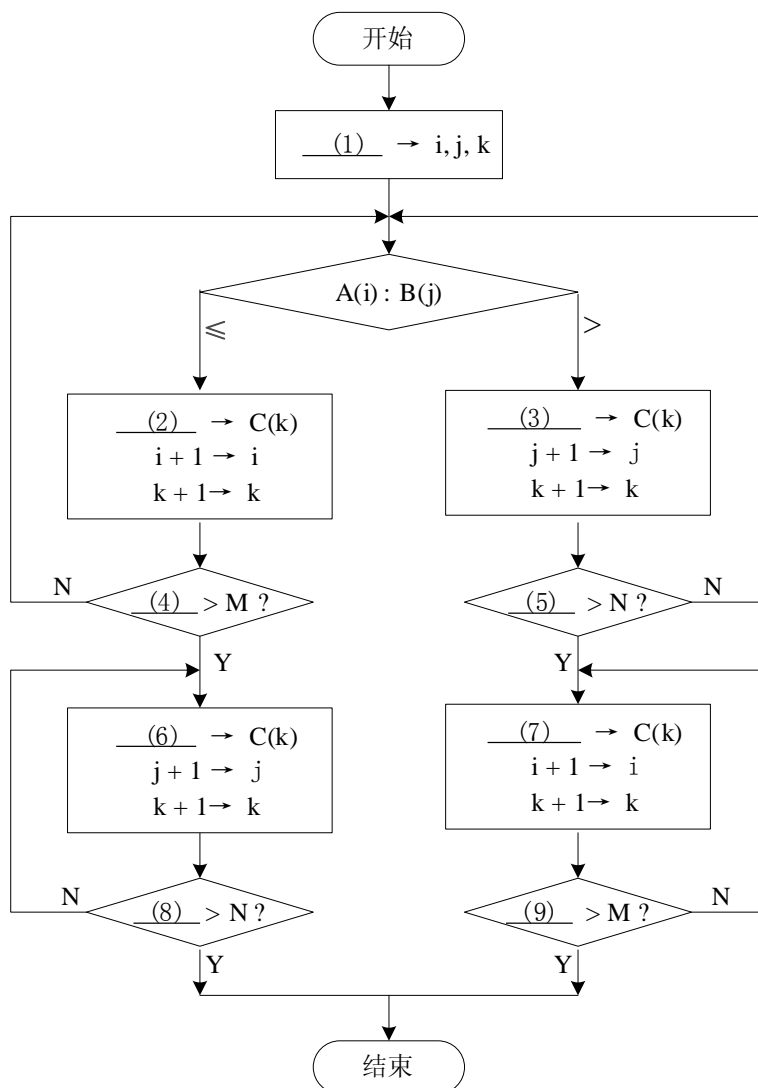 开始
(1) → i, j, k
A(i) : B(j)
≤
>
(2) → C(k)
i + 1 → i
k + 1 → k
(3) → C(k)
j + 1 → j
k + 1 → k
N
(4) > M ?
Y
(5) > N ?
N
Y
(6) → C(k)
j + 1 → j
k + 1 → k
(7) → C(k)
i + 1 → i
k + 1 → k
N
(8) > N ?
Y
(9) > M ?
N
Y
结束